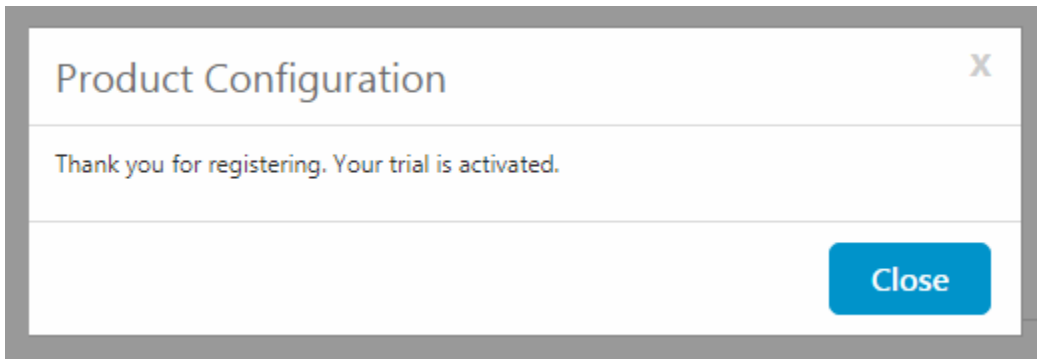 Product Configuration
X
Thank you for registering. Your trial is activated.
Close